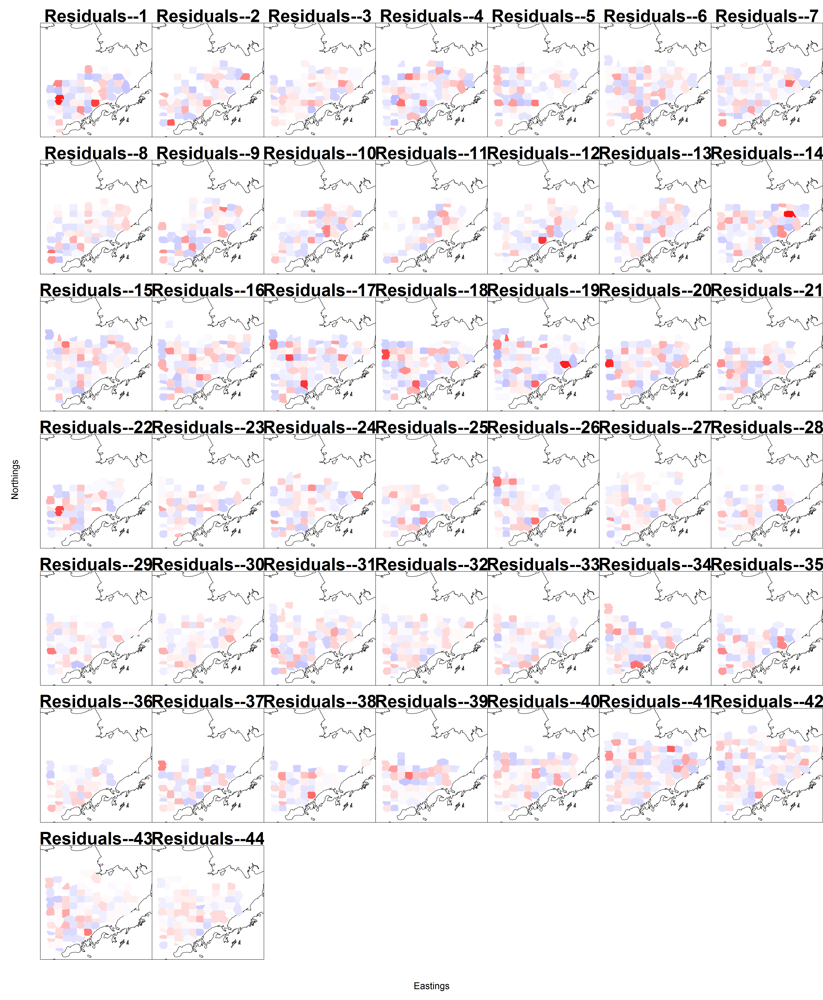 Residuals--1 Residuals--2 Residuals--3 Residuals--4 Residuals--5 Residuals--6 Residuals--7
Residuals--8 Residuals--9 Residuals--10 Residuals--11 Residuals--12 Residuals--13 Residuals--14
Residuals--15 Residuals--16 Residuals--17 Residuals--18 Residuals--19 Residuals--20 Residuals--21
Residuals--22 Residuals--23 Residuals--24 Residuals--25 Residuals--26 Residuals--27 Residuals--28
Northings
Residuals--29 Residuals--30 Residuals--31 Residuals--32 Residuals--33 Residuals--34 Residuals--35
Residuals--36 Residuals--37 Residuals--38 Residuals--39 Residuals--40 Residuals--41 Residuals--42
Residuals--43 Residuals--44
Eastings